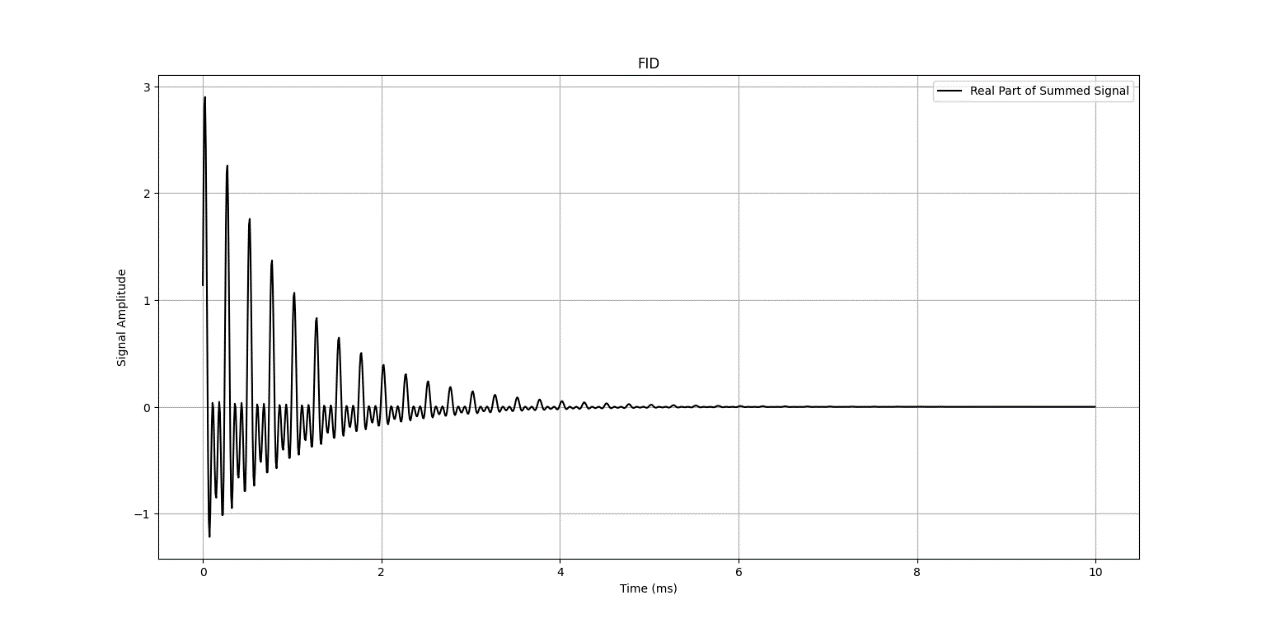 FID
Real Part of Summed Signal
3
2
1
0
−1
Signal Amplitude
0 2 4 6 8 10
Time (ms)